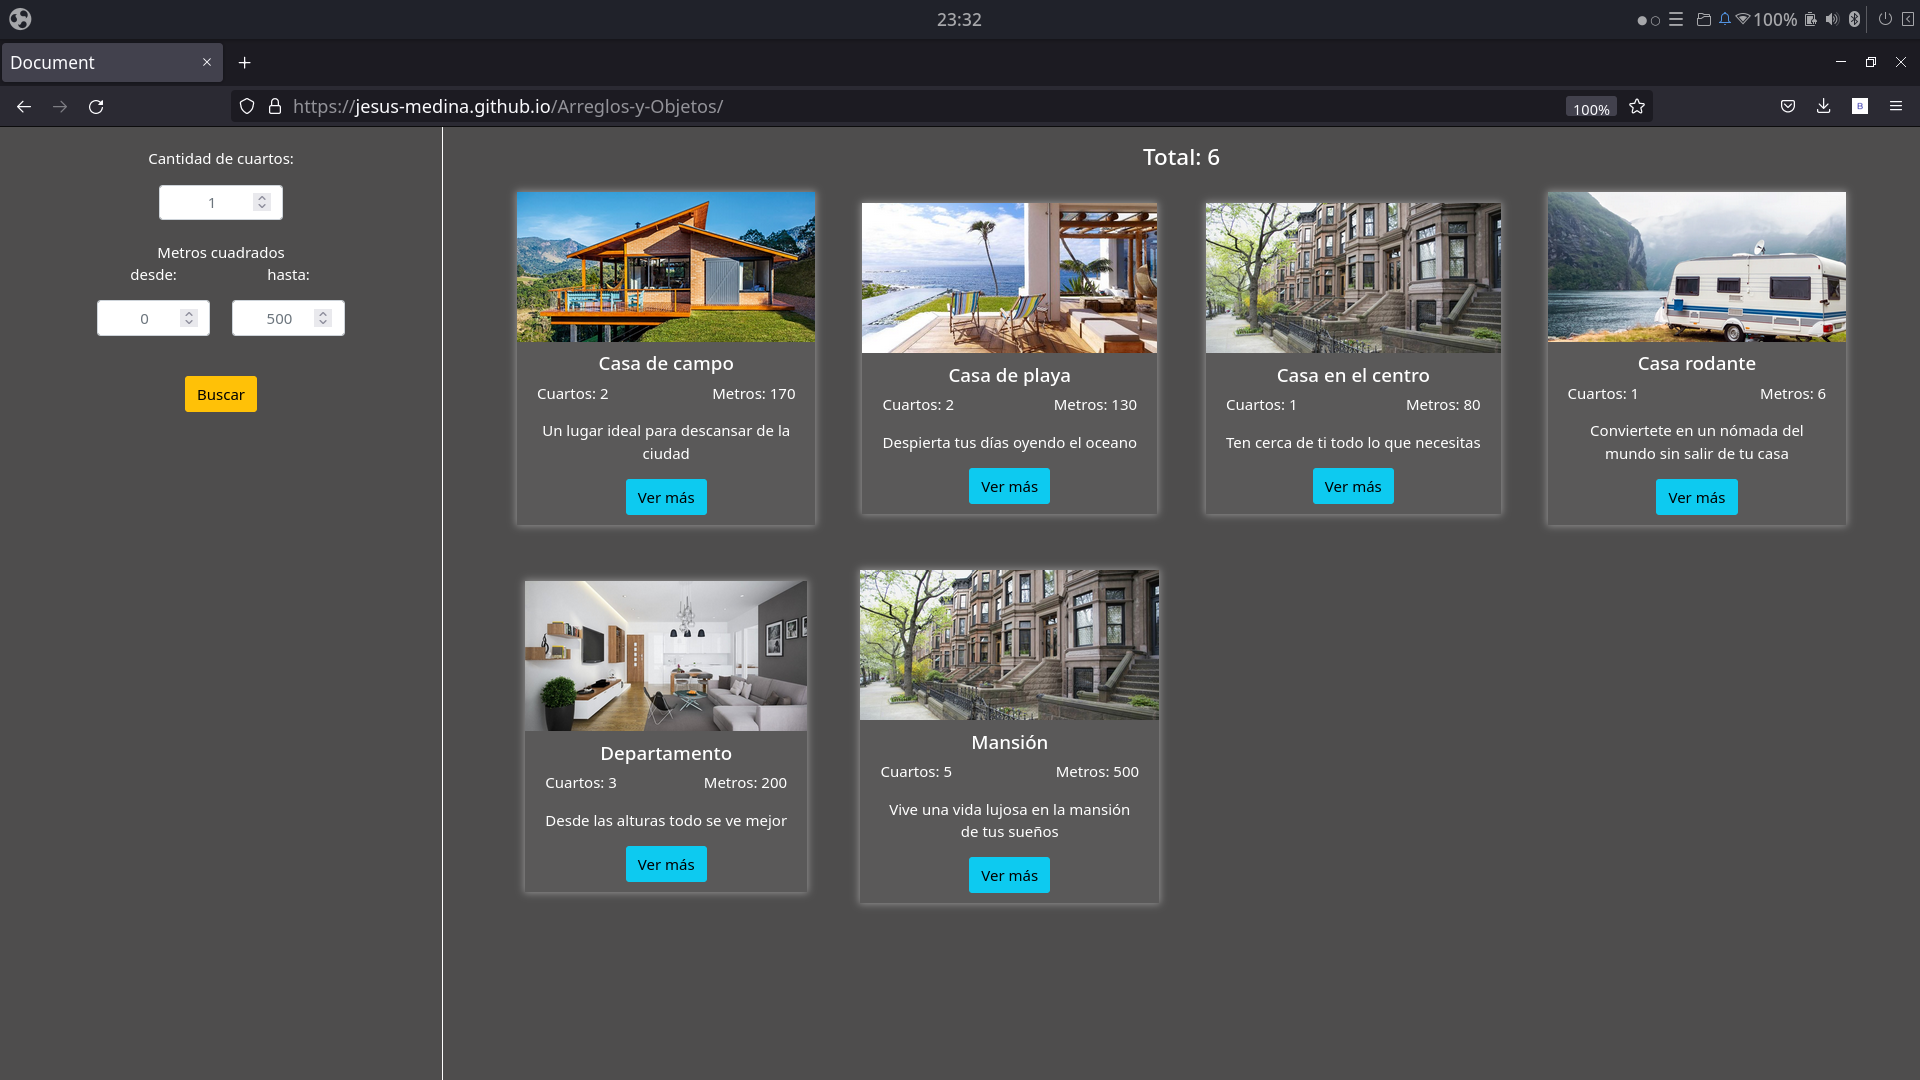 23:32
100%
Document
https://jesus-medina.github.io/Arreglos-y-Objetos/
100%
B
Cantidad de cuartos:
1
Metros cuadrados
desde:
hasta:
0
500
Buscar
Total: 6
Casa de campo
Cuartos: 2
Metros: 170
Un lugar ideal para descansar de la
ciudad
Ver más
Casa de playa
Cuartos: 2
Metros: 130
Despierta tus días oyendo el oceano
Ver más
Casa en el centro
Cuartos: 1
Metros: 80
Ten cerca de ti todo lo que necesitas
Ver más
Casa rodante
Cuartos: 1
Metros: 6
Conviertete en un nómada del
mundo sin salir de tu casa
Ver más
Departamento
Cuartos: 3
Metros: 200
Desde las alturas todo se ve mejor
Ver más
Mansión
Cuartos: 5
Metros: 500
Vive una vida lujosa en la mansión
de tus sueños
Ver más